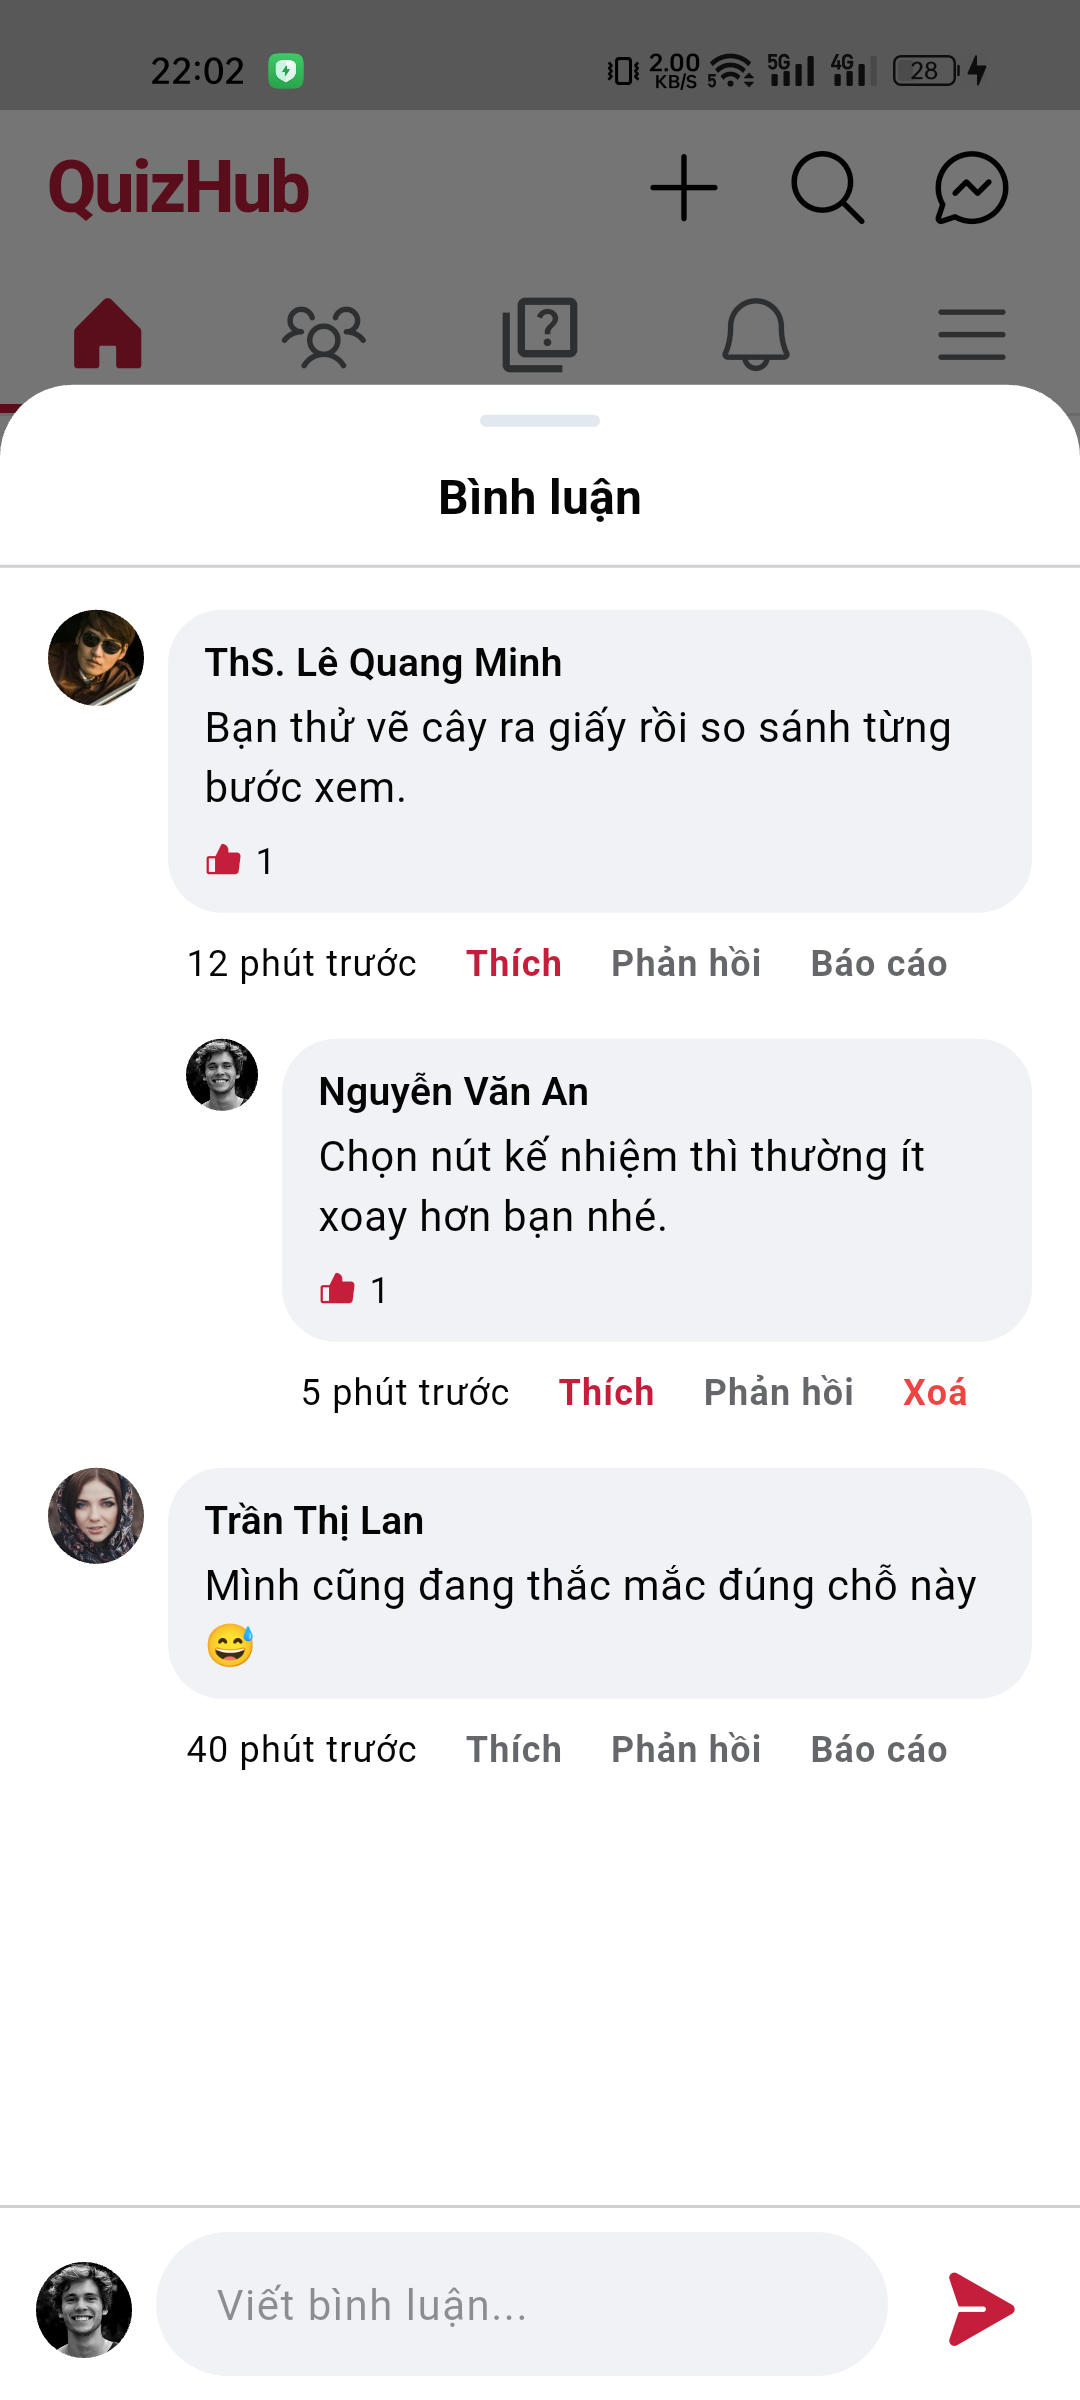 22:02
2.00 KB/S 5 5G 4G 28
QuizHub
?
Bình luận
ThS. Lê Quang Minh
Bạn thử vẽ cây ra giấy rồi so sánh từng
bước xem.
1
12 phút trước Thích Phản hồi Báo cáo
Nguyễn Văn An
Chọn nút kế nhiệm thì thường ít
xoay hơn bạn nhé.
1
5 phút trước Thích Phản hồi Xoá
Trần Thị Lan
Mình cũng đang thắc mắc đúng chỗ này
😅
40 phút trước Thích Phản hồi Báo cáo
Viết bình luận...